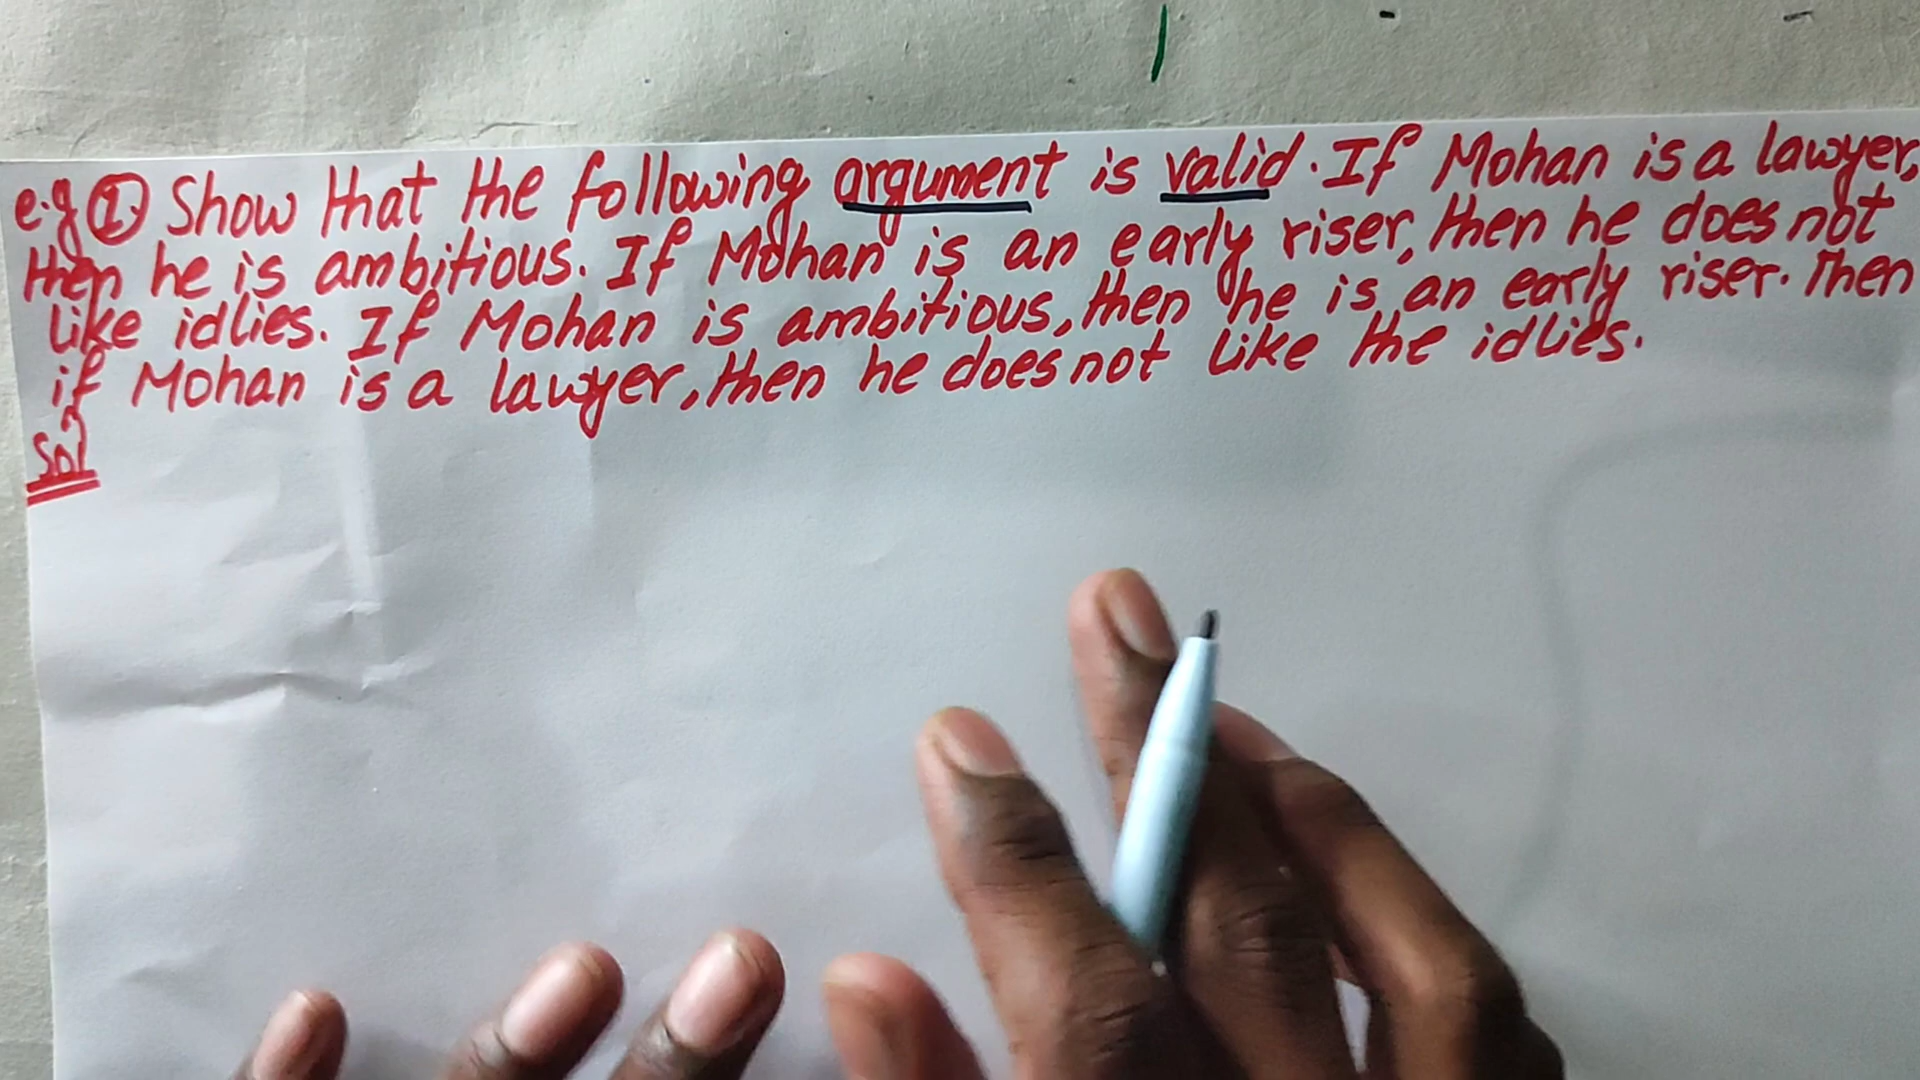 e.g ① Show that the following argument is valid. If Mohan is a lawyer,
then he is ambitious. If Mohan is an early riser, then he does not
like idlies. If Mohan is ambitious, then he is an early riser. Then
if Mohan is a lawyer, then he does not like the idlies.
Sol